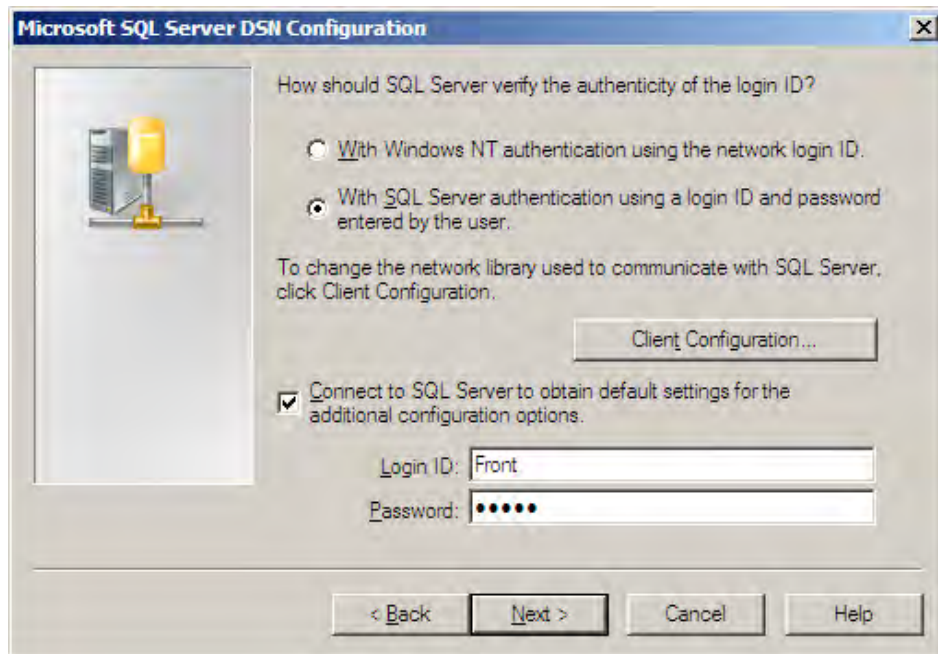 Microsoft SQL Server DSN Configuration
How should SQL Server verify the authenticity of the login ID?
With Windows NT authentication using the network login ID.
With SQL Server authentication using a login ID and password
entered by the user.
To change the network library used to communicate with SQL Server,
click Client Configuration.
Client Configuration...
Connect to SQL Server to obtain default settings for the
additional configuration options.
Login ID: Front
Password: •••••
< Back Next > Cancel Help